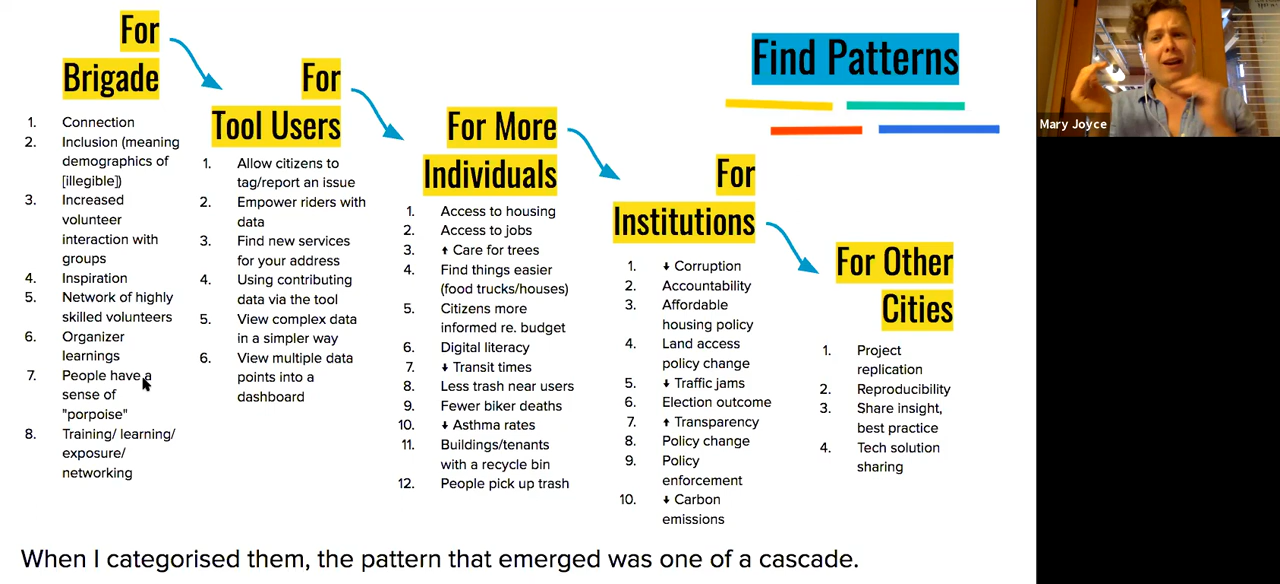 For
Brigade
1. Connection
2. Inclusion (meaning
demographics of
[illegible])
3. Increased
volunteer
interaction with
groups
4. Inspiration
5. Network of highly
skilled volunteers
6. Organizer
learnings
7. People have a
sense of
"porpoise"
8. Training/ learning/
exposure/
networking
For
Tool Users
1. Allow citizens to
tag/report an issue
2. Empower riders with
data
3. Find new services
for your address
4. Using contributing
data via the tool
5. View complex data
in a simpler way
6. View multiple data
points into a
dashboard
For More
Individuals
1. Access to housing
2. Access to jobs
3. ↑ Care for trees
4. Find things easier
(food trucks/houses)
5. Citizens more
informed re. budget
6. Digital literacy
7. ↓ Transit times
8. Less trash near users
9. Fewer biker deaths
10. ↓ Asthma rates
11. Buildings/tenants
with a recycle bin
12. People pick up trash
For
Institutions
1. ↓ Corruption
2. Accountability
3. Affordable
housing policy
4. Land access
policy change
5. ↓ Traffic jams
6. Election outcome
7. ↑ Transparency
8. Policy change
9. Policy
enforcement
10. ↓ Carbon
emissions
For Other
Cities
1. Project
replication
2. Reproducibility
3. Share insight,
best practice
4. Tech solution
sharing
Find Patterns
Mary Joyce
When I categorised them, the pattern that emerged was one of a cascade.